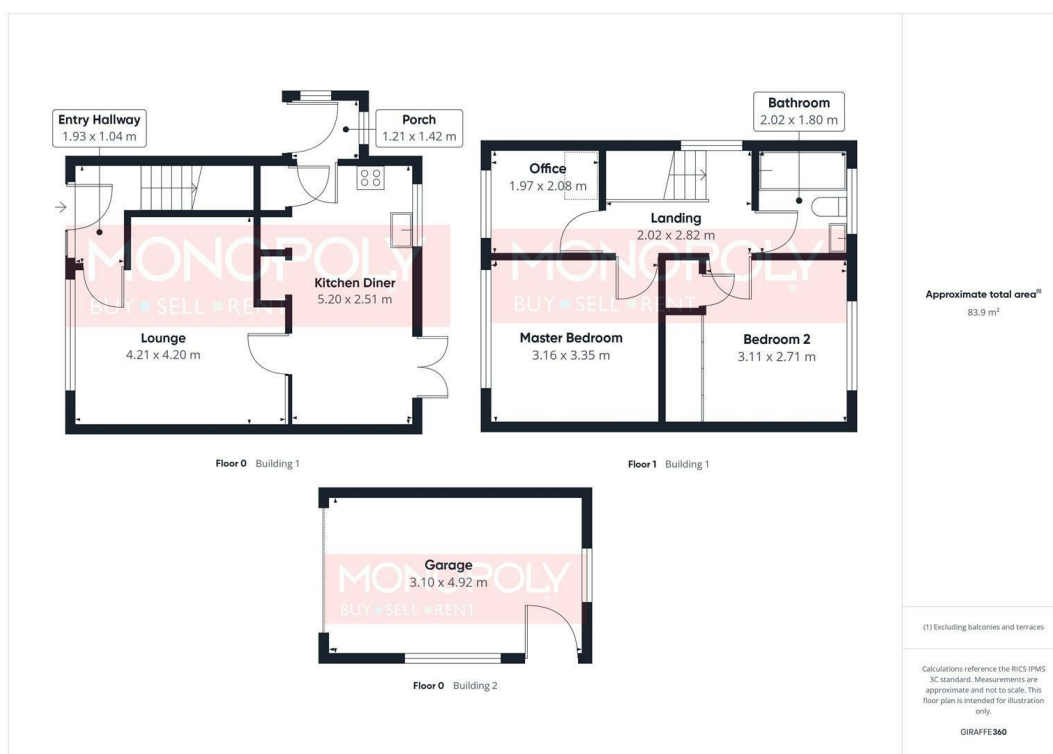 Entry Hallway
1.93 x 1.04 m
Porch
1.21 x 1.42 m
MONOPOLY
BUY SELL RENT
Kitchen Diner
5.20 x 2.51 m
Lounge
4.21 x 4.20 m
Floor 0 Building 1
Bathroom
2.02 x 1.80 m
Office
1.97 x 2.08 m
Landing
2.02 x 2.82 m
MONOPOLY
BUY SELL RENT
Master Bedroom
3.16 x 3.35 m
Bedroom 2
3.11 x 2.71 m
Floor 1 Building 1
MONOPOLY
BUY SELL RENT
Garage
3.10 x 4.92 m
Floor 0 Building 2
Approximate total area(1)
83.9 m²
(1) Excluding balconies and terraces
Calculations reference the RICS IPMS
3C standard. Measurements are
approximate and not to scale. This
floor plan is intended for illustration
only.
GIRAFFE360